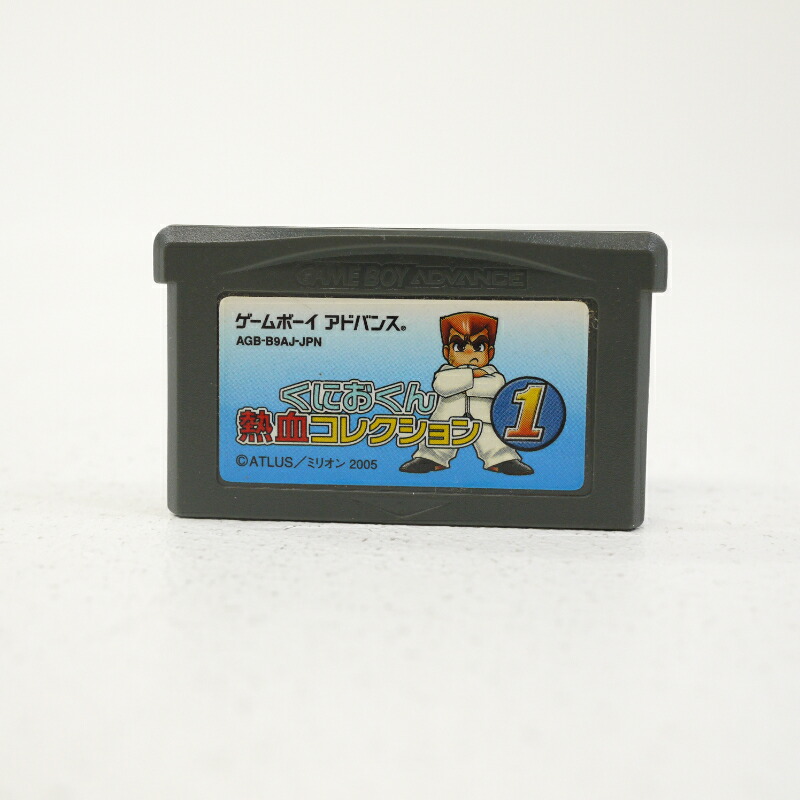 GAME BOY ADVANCE
ゲームボーイ アドバンス®
AGB-B9AJ-JPN
くにおくん
熱血コレクション 1
©ATLUS／ミリオン 2005